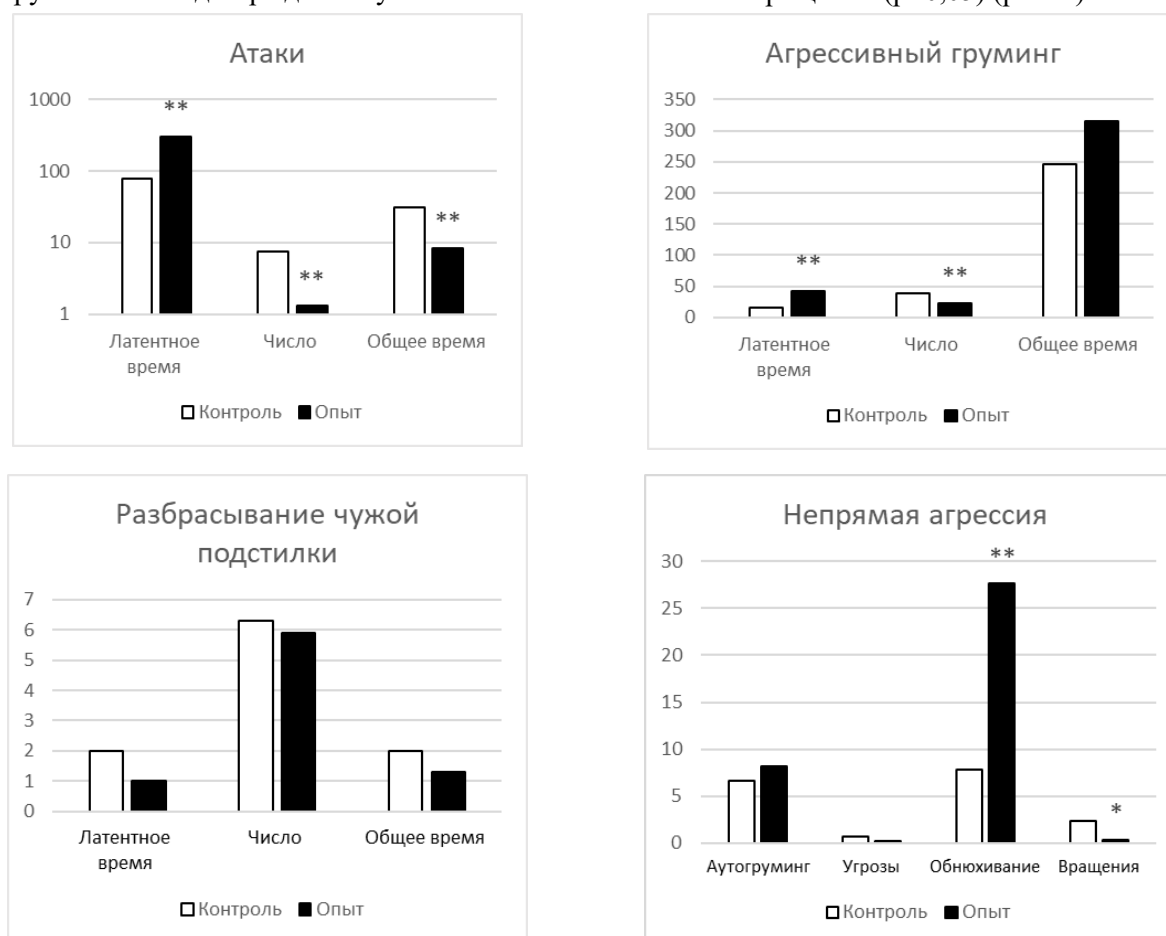 Атаки
1000
100
10
1
**
**
**
Латентное
время
Число
Общее время
Контроль
Опыт
Агрессивный груминг
350
300
250
200
150
100
50
0
**
**
Латентное
время
Число
Общее время
Контроль
Опыт
Разбрасывание чужой
подстилки
7
6
5
4
3
2
1
0
Латентное
время
Число
Общее время
Контроль
Опыт
Непрямая агрессия
30
25
20
15
10
5
0
**
*
Аутогруминг
Угрозы
Обнюхивание
Вращения
Контроль
Опыт